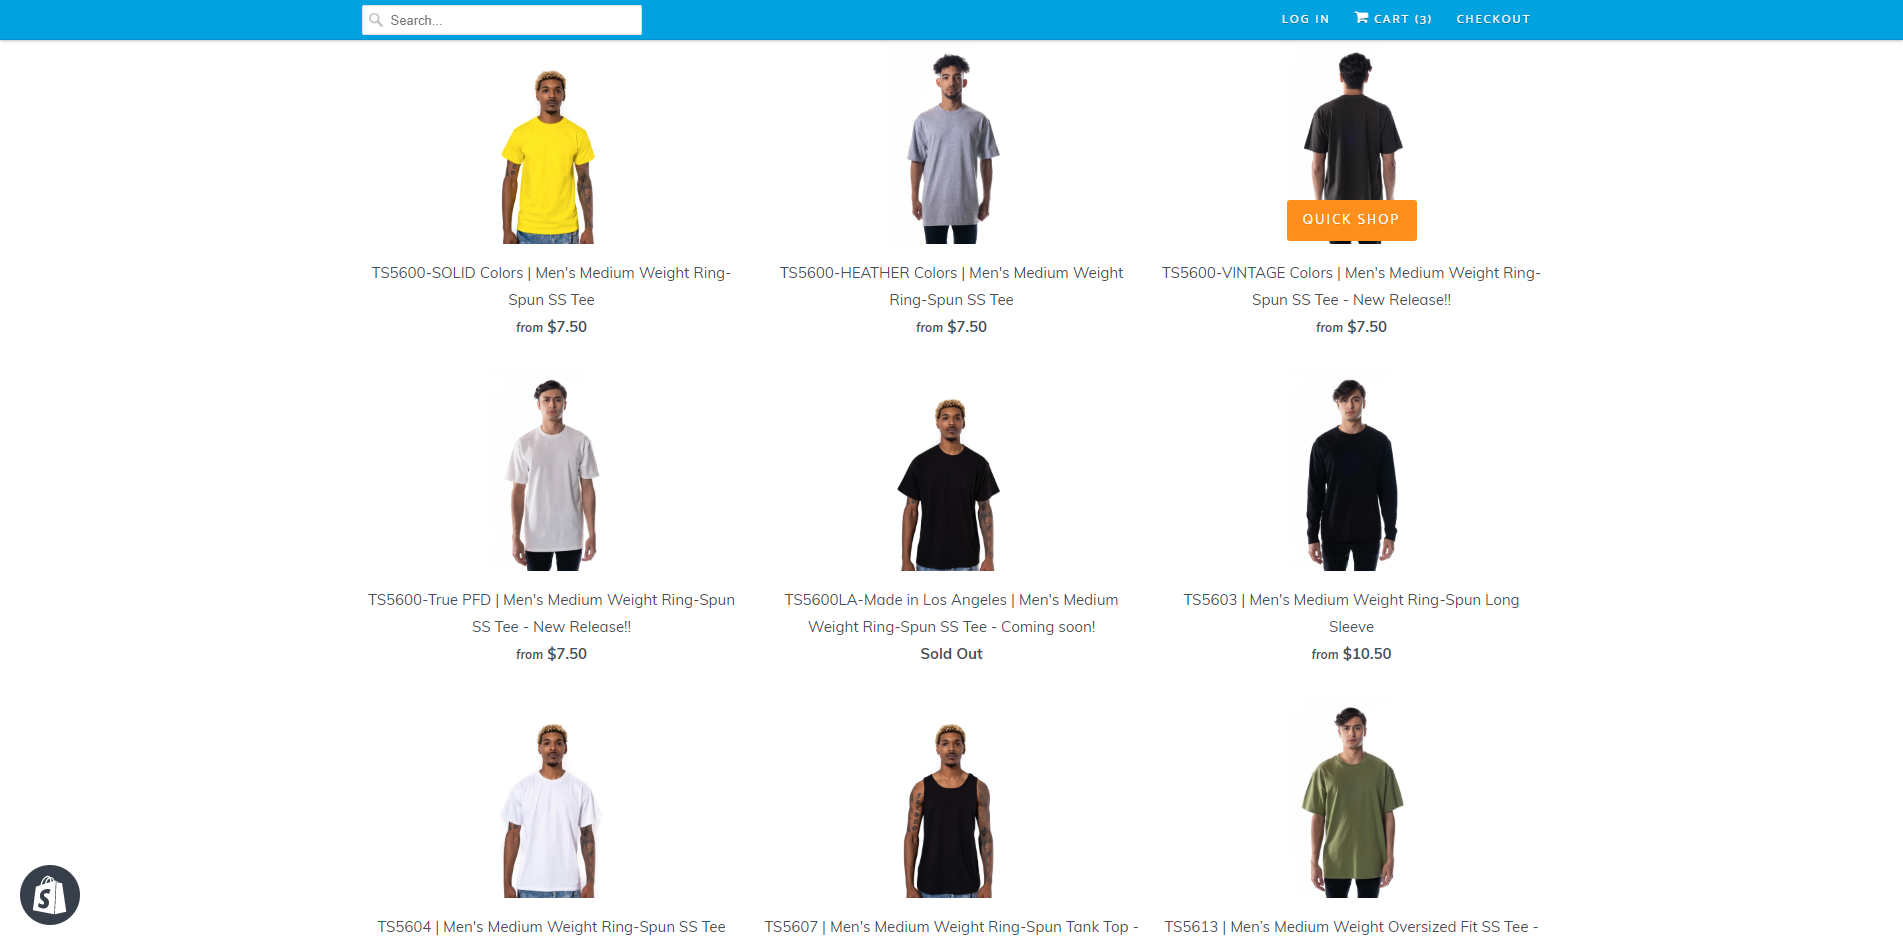 Search...
LOG IN
CART (3)
CHECKOUT
QUICK SHOP
TS5600-SOLID Colors | Men's Medium Weight Ring-
Spun SS Tee
from $7.50
TS5600-HEATHER Colors | Men's Medium Weight
Ring-Spun SS Tee
from $7.50
TS5600-VINTAGE Colors | Men's Medium Weight Ring-
Spun SS Tee - New Release!!
from $7.50
TS5600-True PFD | Men's Medium Weight Ring-Spun
SS Tee - New Release!!
from $7.50
TS5600LA-Made in Los Angeles | Men's Medium
Weight Ring-Spun SS Tee - Coming soon!
Sold Out
TS5603 | Men's Medium Weight Ring-Spun Long
Sleeve
from $10.50
TS5604 | Men's Medium Weight Ring-Spun SS Tee
TS5607 | Men's Medium Weight Ring-Spun Tank Top -
TS5613 | Men’s Medium Weight Oversized Fit SS Tee -
S